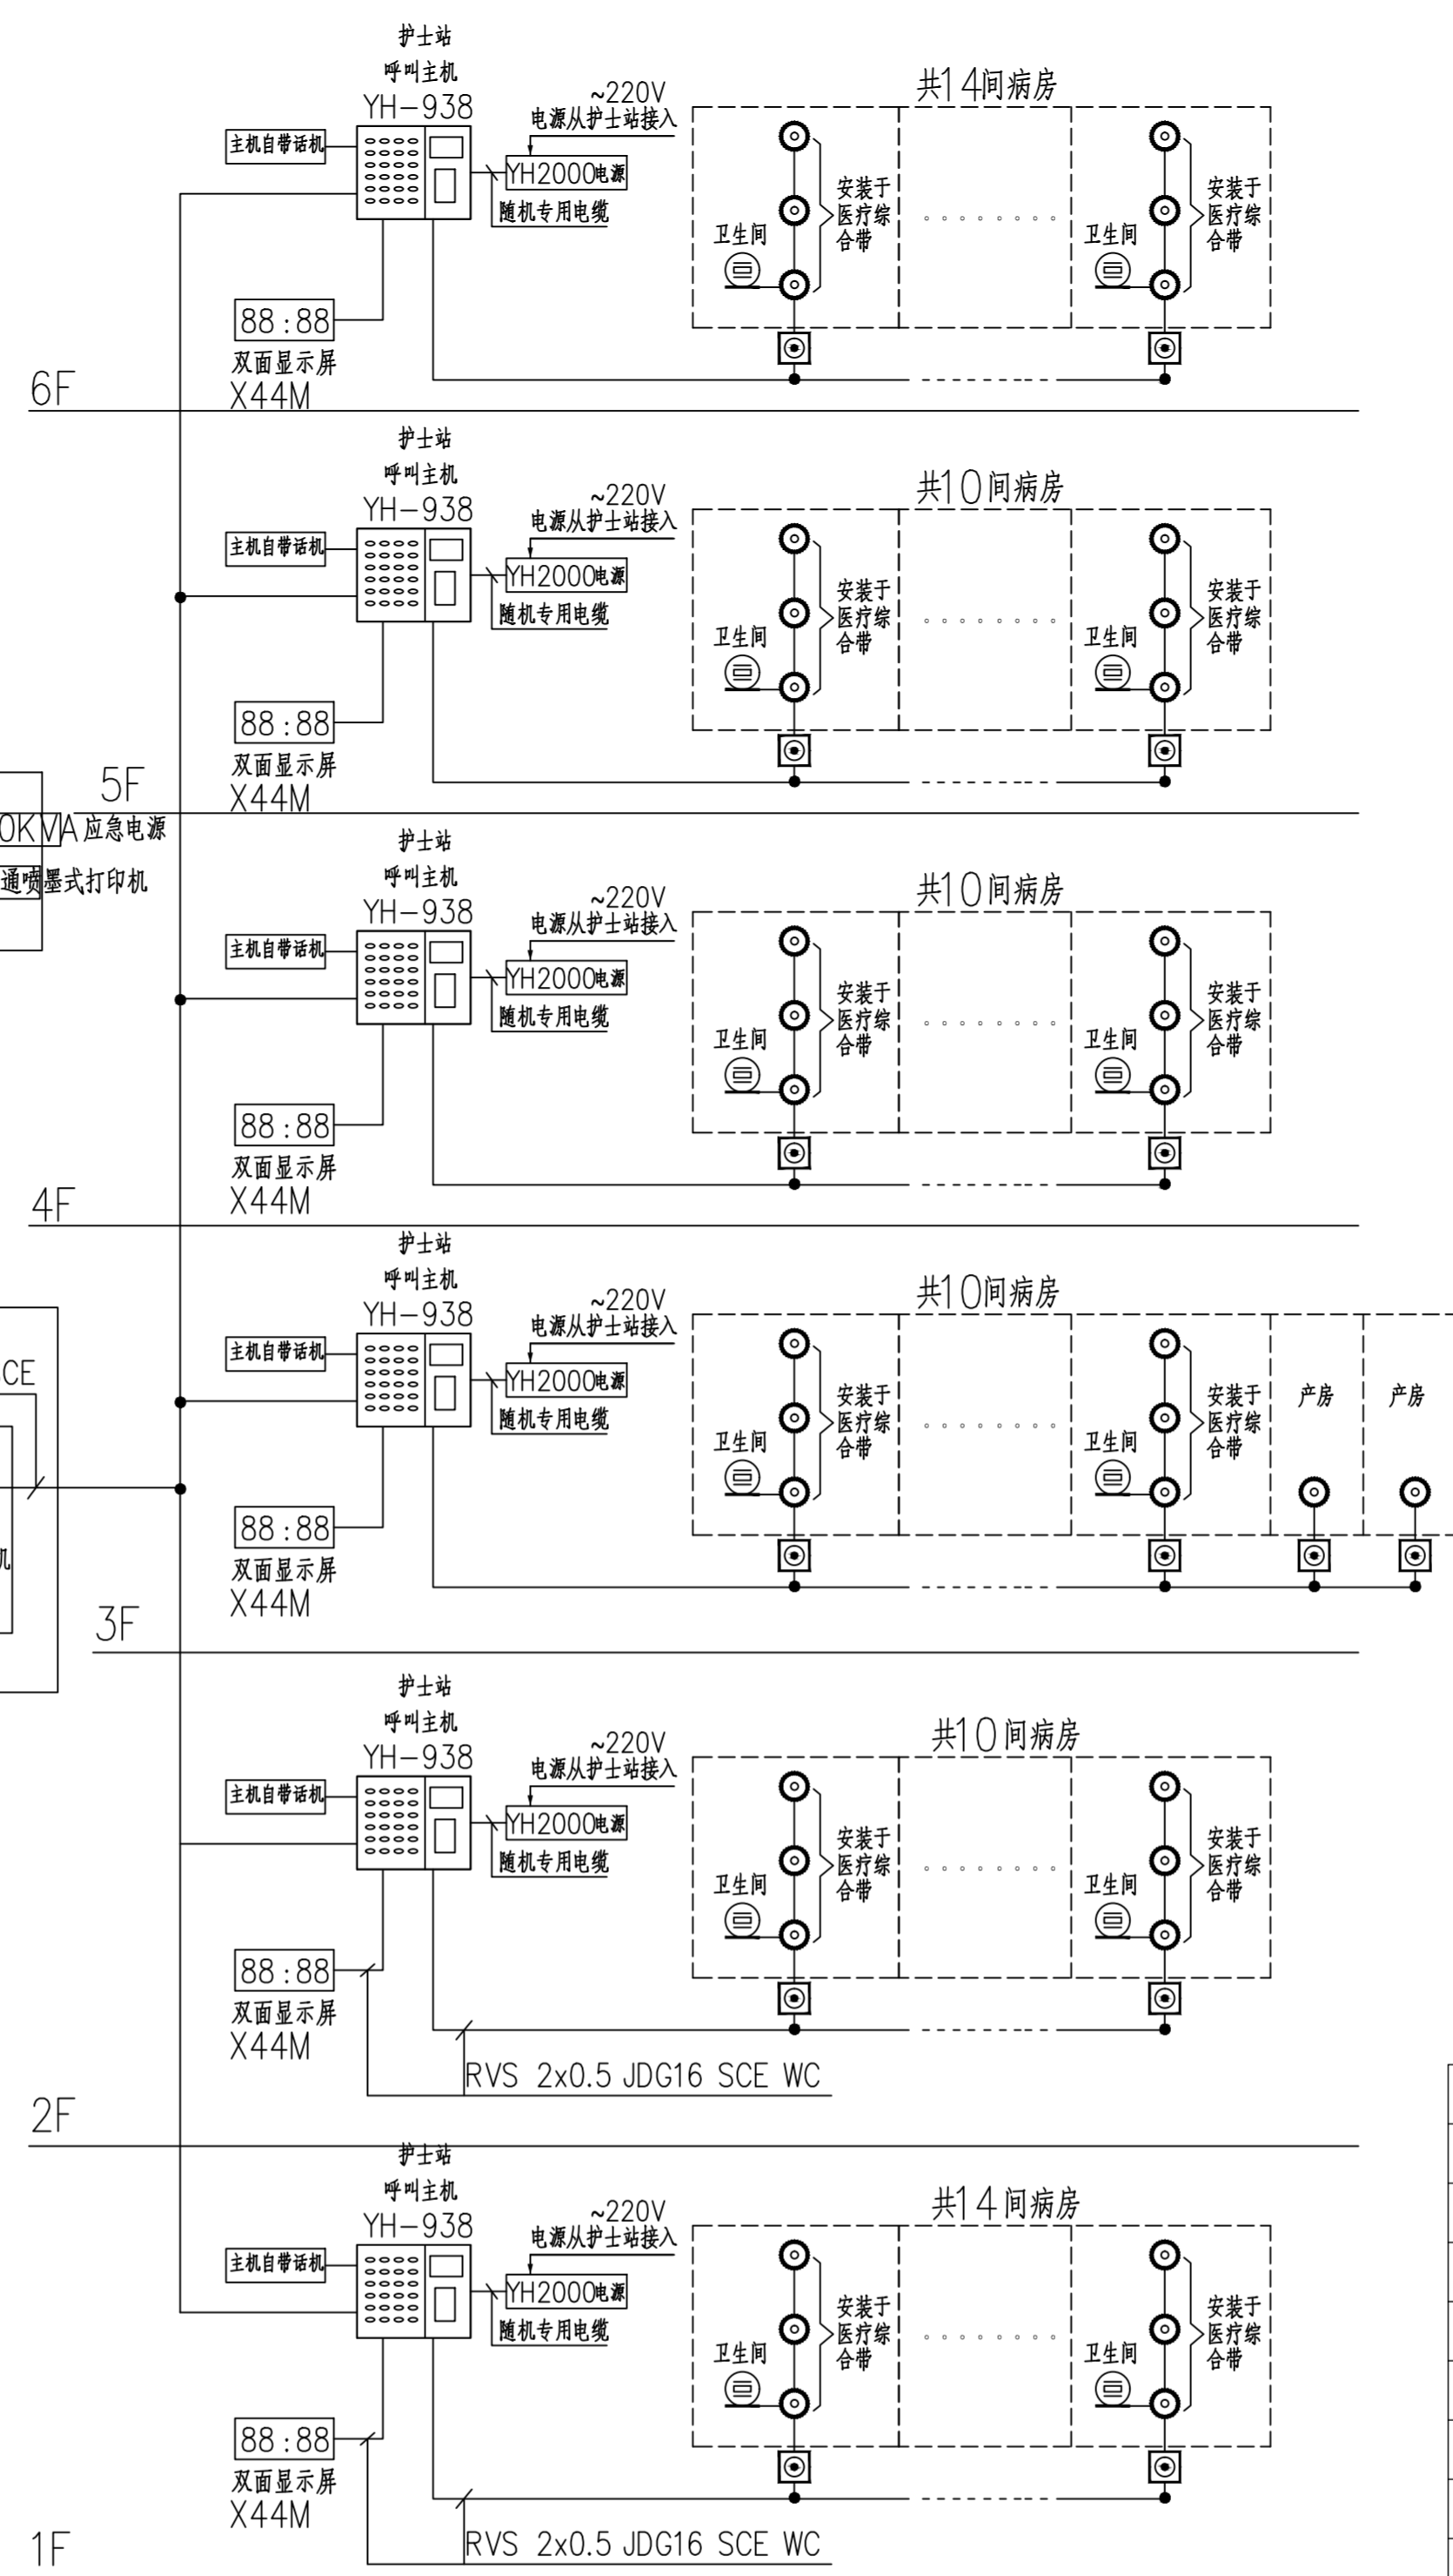 护士站
呼叫主机
YH-938
主机自带话机
~220V
电源从护士站接入
YH2000电源
随机专用电缆
88:88
双面显示屏
X44M
共14间病房
卫生间
安装于
医疗综
合带
卫生间
安装于
医疗综
合带
6F
护士站
呼叫主机
YH-938
主机自带话机
~220V
电源从护士站接入
YH2000电源
随机专用电缆
88:88
双面显示屏
X44M
共10间病房
卫生间
安装于
医疗综
合带
卫生间
安装于
医疗综
合带
5F
0KVA应急电源
通喷墨式打印机
护士站
呼叫主机
YH-938
主机自带话机
~220V
电源从护士站接入
YH2000电源
随机专用电缆
88:88
双面显示屏
X44M
共10间病房
卫生间
安装于
医疗综
合带
卫生间
安装于
医疗综
合带
4F
护士站
呼叫主机
YH-938
主机自带话机
~220V
电源从护士站接入
YH2000电源
随机专用电缆
88:88
双面显示屏
X44M
共10间病房
卫生间
安装于
医疗综
合带
卫生间
安装于
医疗综
合带
产房
产房
CE
机
3F
护士站
呼叫主机
YH-938
主机自带话机
~220V
电源从护士站接入
YH2000电源
随机专用电缆
88:88
双面显示屏
X44M
共10间病房
卫生间
安装于
医疗综
合带
卫生间
安装于
医疗综
合带
RVS 2x0.5 JDG16 SCE WC
2F
护士站
呼叫主机
YH-938
主机自带话机
~220V
电源从护士站接入
YH2000电源
随机专用电缆
88:88
双面显示屏
X44M
共14间病房
卫生间
安装于
医疗综
合带
卫生间
安装于
医疗综
合带
RVS 2x0.5 JDG16 SCE WC
1F